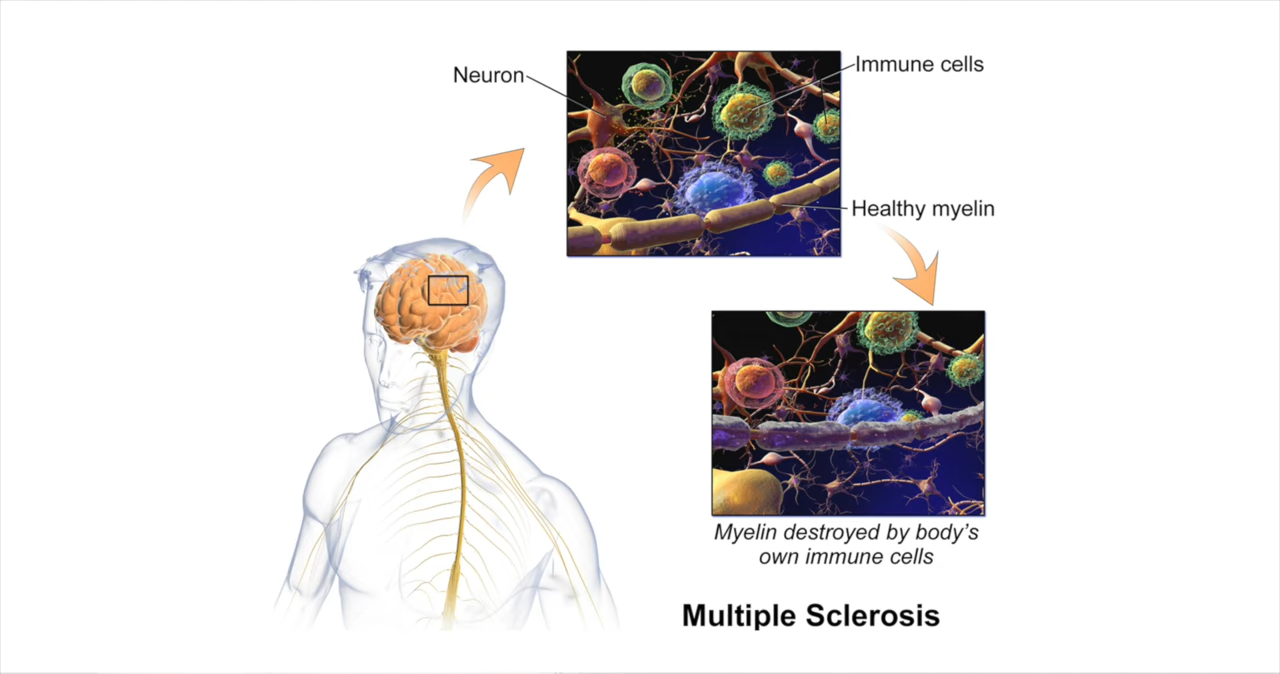 Neuron
Immune cells
Healthy myelin
Myelin destroyed by body's
own immune cells
Multiple Sclerosis